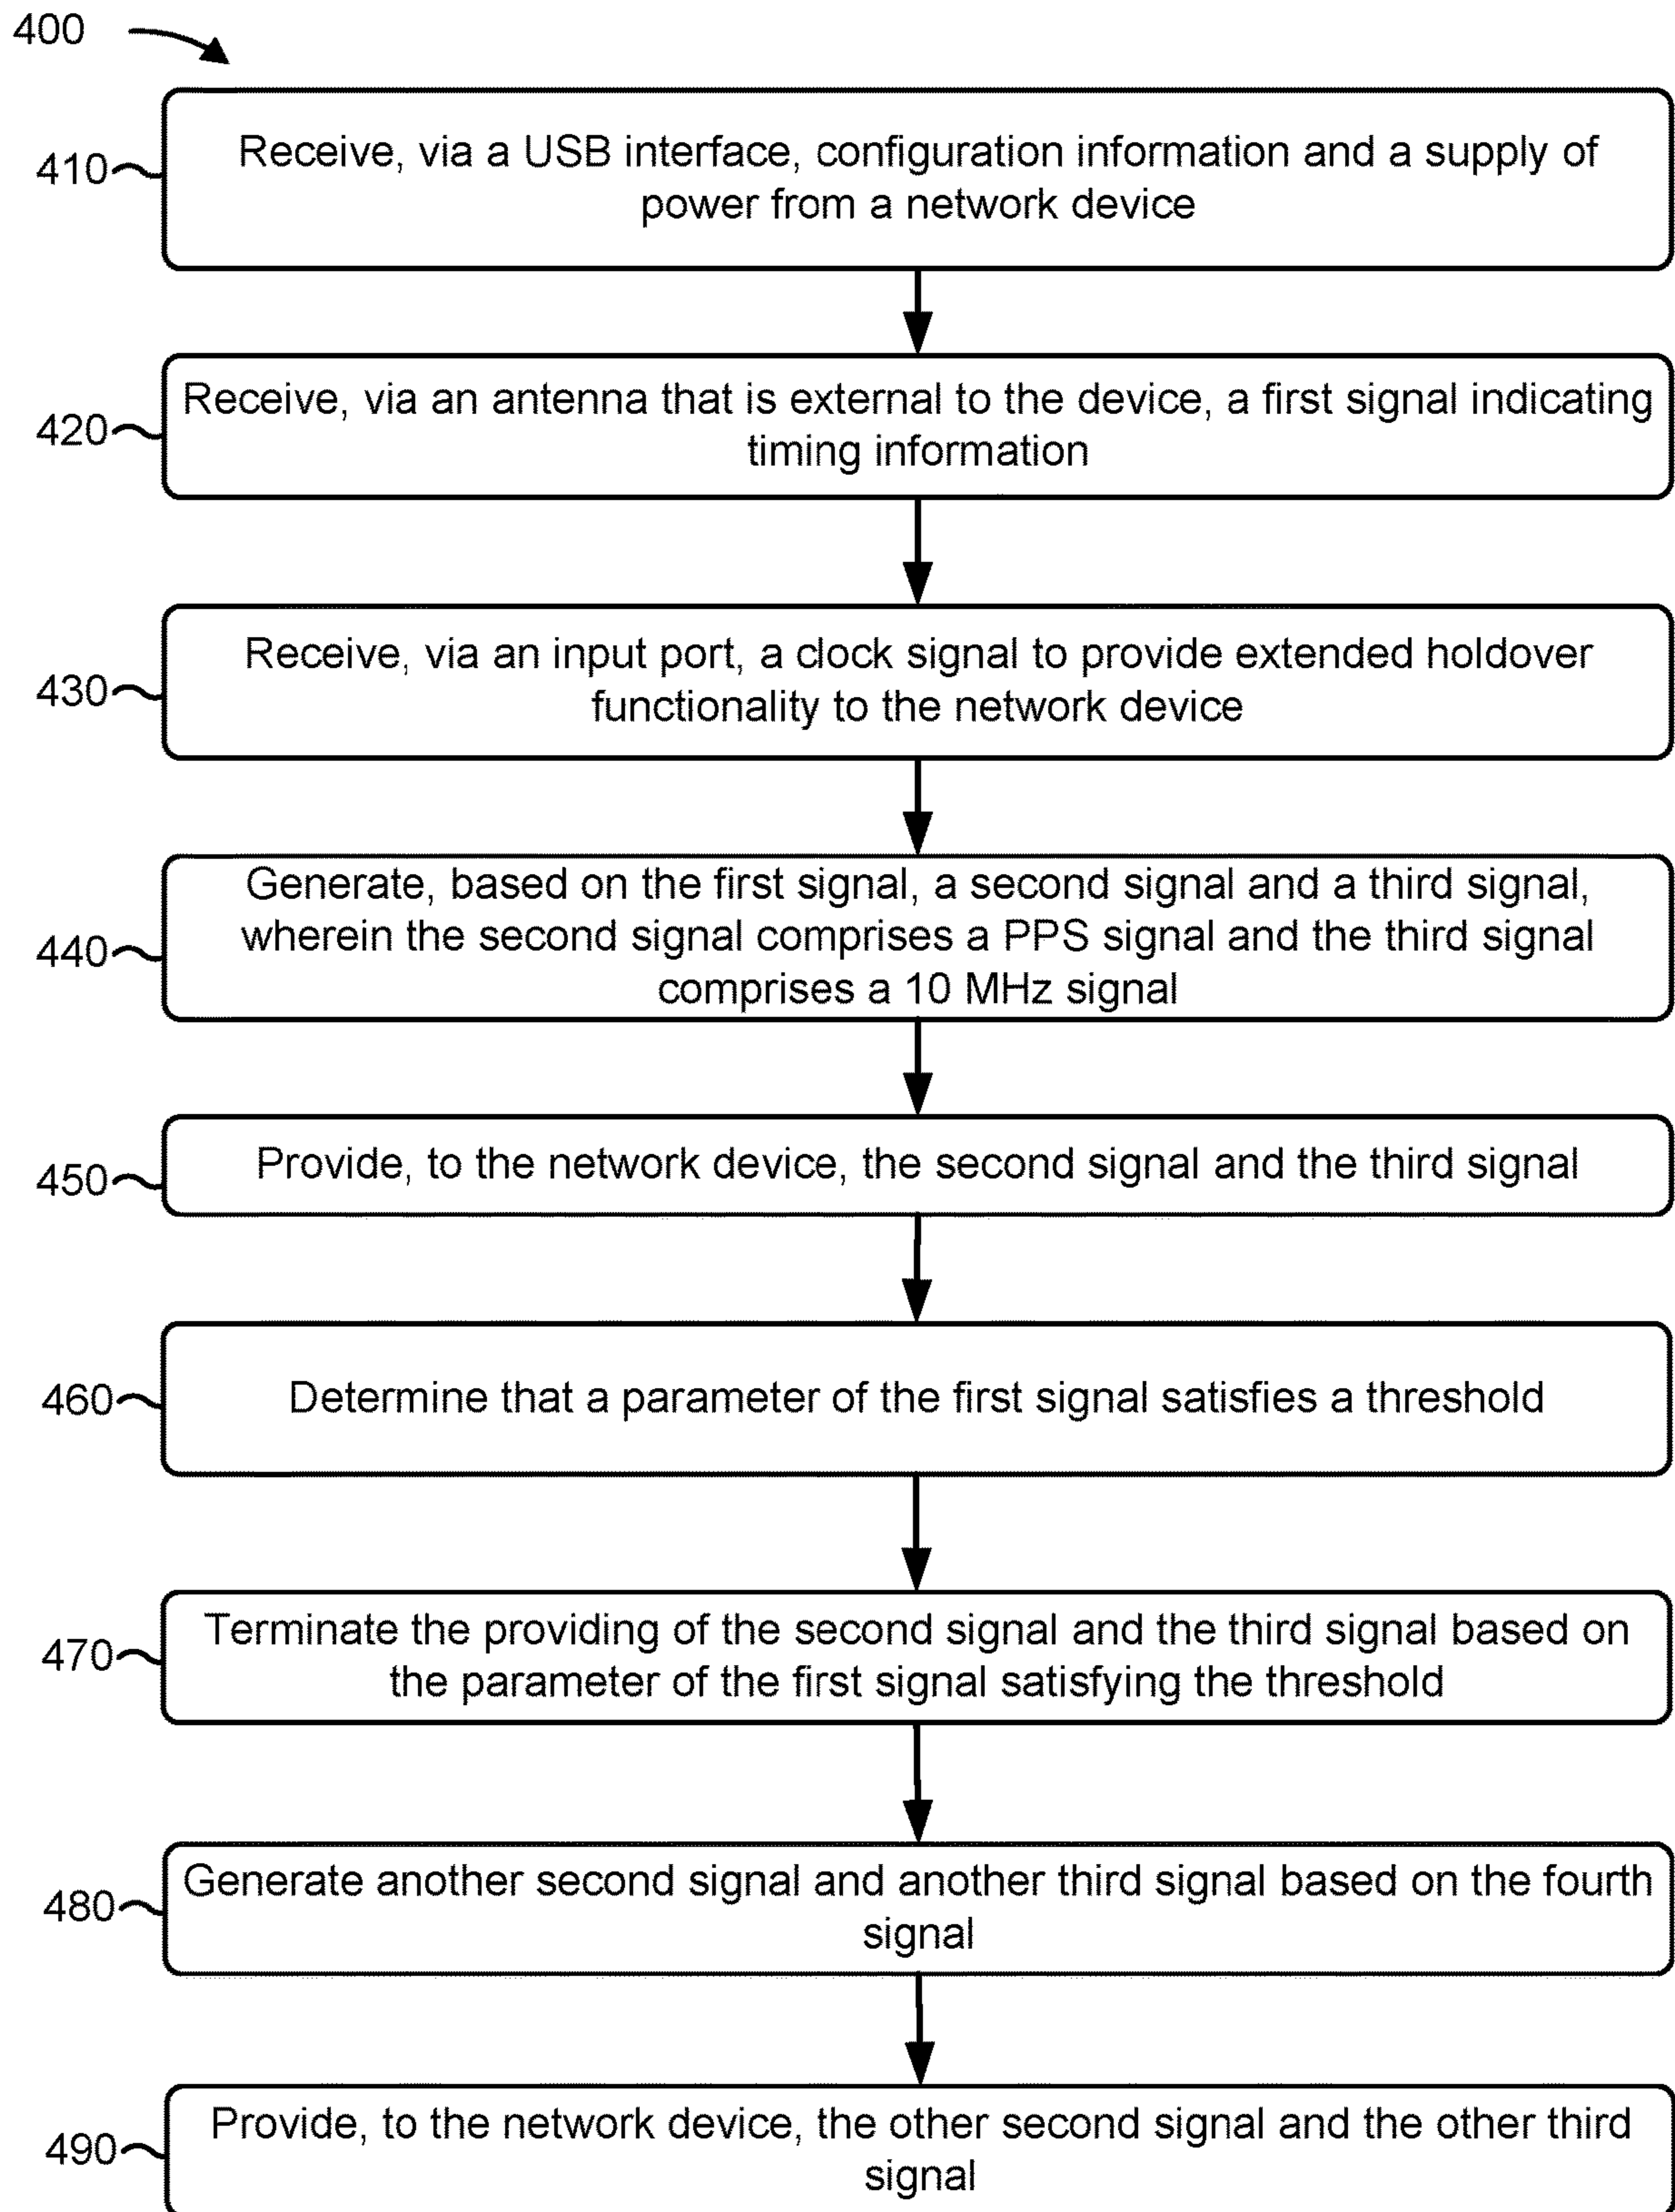 400
410
Receive, via a USB interface, configuration information and a supply of
power from a network device
420
Receive, via an antenna that is external to the device, a first signal indicating
timing information
430
Receive, via an input port, a clock signal to provide extended holdover
functionality to the network device
440
Generate, based on the first signal, a second signal and a third signal,
wherein the second signal comprises a PPS signal and the third signal
comprises a 10 MHz signal
450
Provide, to the network device, the second signal and the third signal
460
Determine that a parameter of the first signal satisfies a threshold
470
Terminate the providing of the second signal and the third signal based on
the parameter of the first signal satisfying the threshold
480
Generate another second signal and another third signal based on the fourth
signal
490
Provide, to the network device, the other second signal and the other third
signal